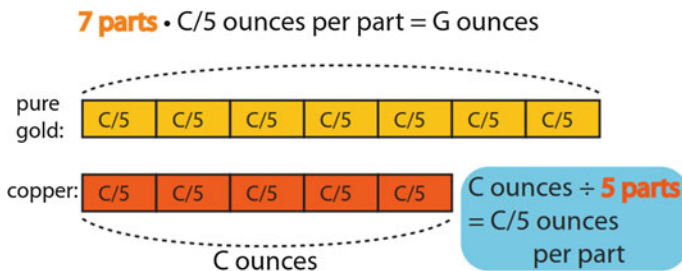 7 parts • C/5 ounces per part = G ounces
pure
gold:
C/5 C/5 C/5 C/5 C/5 C/5 C/5
copper:
C/5 C/5 C/5 C/5 C/5
C ounces ÷ 5 parts
= C/5 ounces
per part
C ounces